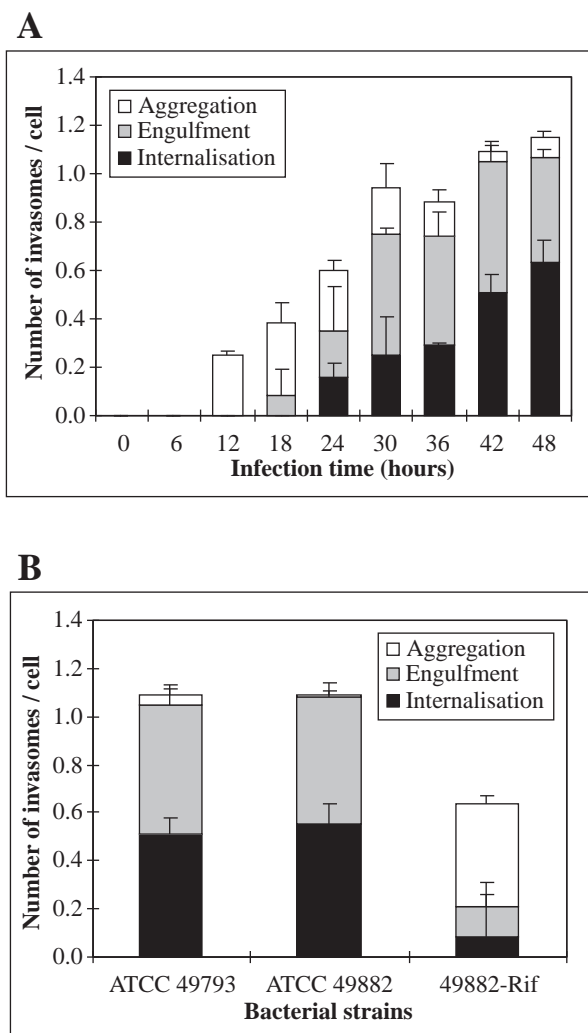 A
Number of invasomes / cell
1.4
1.2
1.0
0.8
0.6
0.4
0.2
0.0
Aggregation
Engulfment
Internalisation
0 6 12 18 24 30 36 42 48
Infection time (hours)
B
Number of invasomes / cell
1.4
1.2
1.0
0.8
0.6
0.4
0.2
0.0
Aggregation
Engulfment
Internalisation
ATCC 49793 ATCC 49882 49882-Rif
Bacterial strains